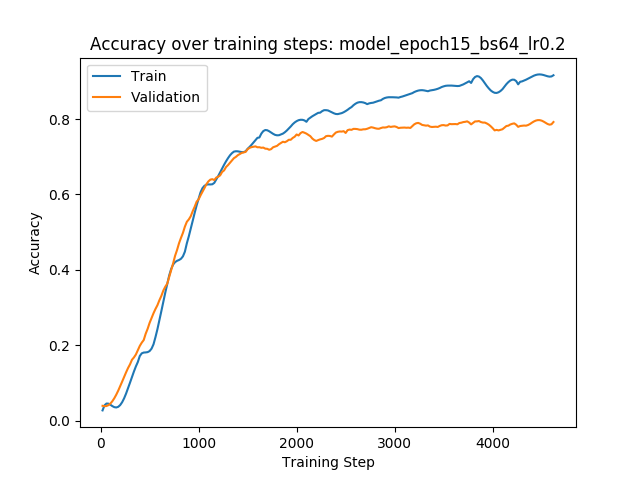 Accuracy over training steps: model_epoch15_bs64_lr0.2
Train
Validation
0.8
0.6
0.4
0.2
0.0
Accuracy
0 1000 2000 3000 4000
Training Step